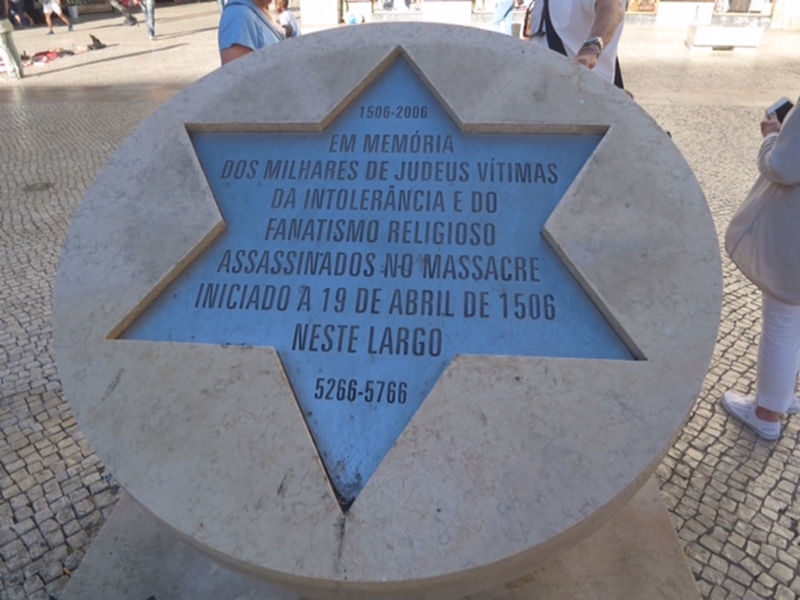 1506-2006
EM MEMÓRIA
DOS MILHARES DE JUDEUS VÍTIMAS
DA INTOLERÂNCIA E DO
FANATISMO RELIGIOSO
ASSASSINADOS NO MASSACRE
INICIADO A 19 DE ABRIL DE 1506
NESTE LARGO
5266-5766